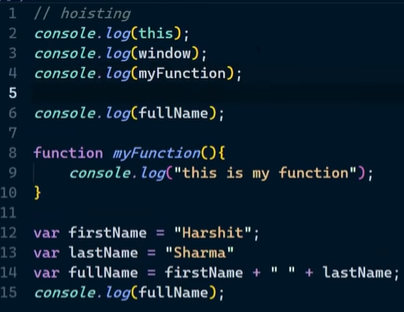 1 // hoisting
2 console.log(this);
3 console.log(window);
4 console.log(myFunction);
5
6 console.log(fullName);
7
8 function myFunction(){
9     console.log("this is my function");
10 }
11
12 var firstName = "Harshit";
13 var lastName = "Sharma"
14 var fullName = firstName + " " + lastName;
15 console.log(fullName);